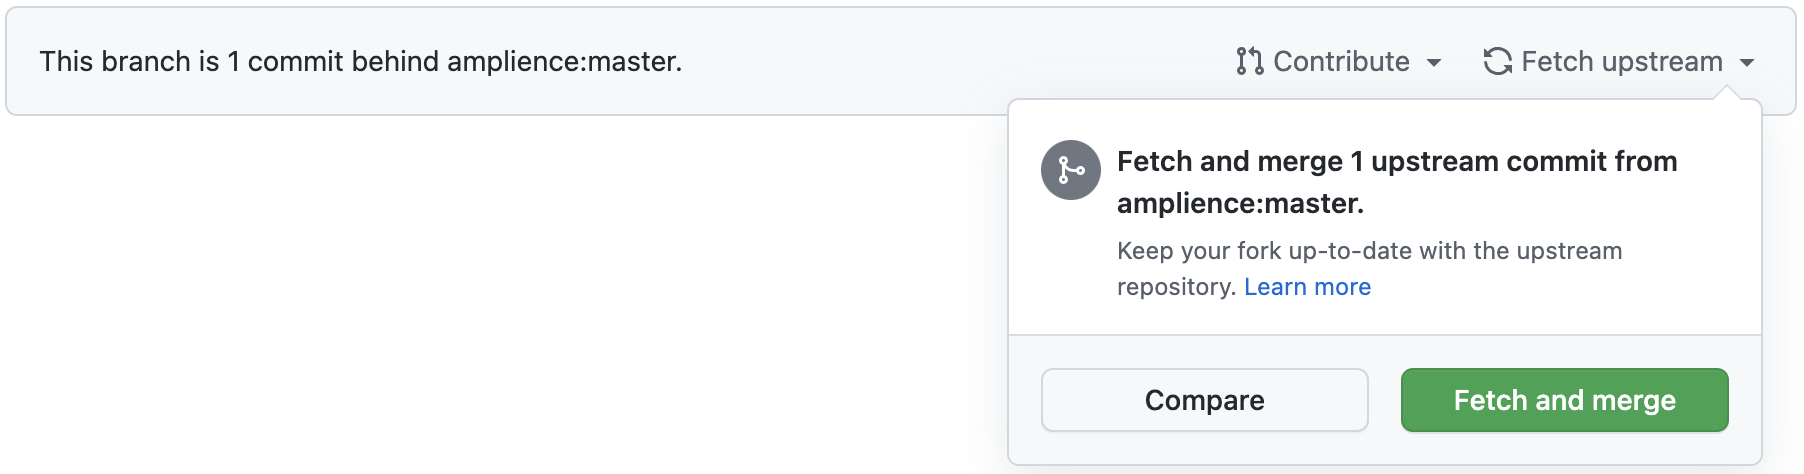 This branch is 1 commit behind amplience:master.
Contribute
Fetch upstream
Fetch and merge 1 upstream commit from
amplience:master.
Keep your fork up-to-date with the upstream
repository. Learn more
Compare
Fetch and merge